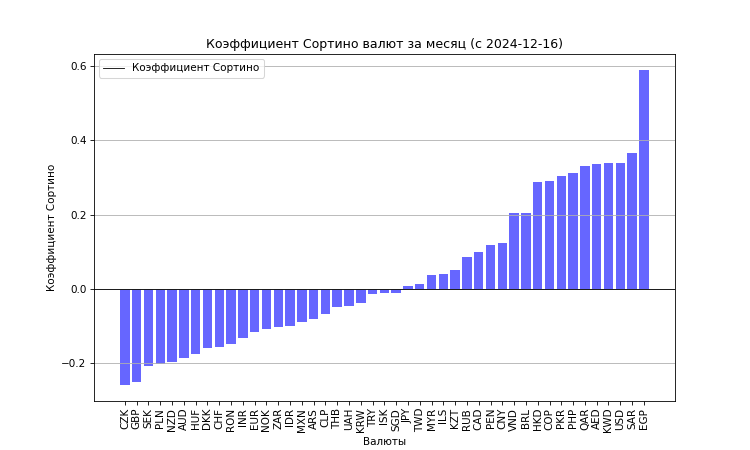 Коэффициент Сортино валют за месяц (с 2024-12-16)
Коэффициент Сортино
Коэффициент Сортино
0.6
0.4
0.2
0.0
−0.2
CZK GBP SEK PLN NZD AUD HUF DKK CHF RON INR EUR NOK ZAR IDR MXN ARS CLP THB UAH KRW TRY ISK SGD JPY TWD MYR ILS KZT RUB CAD PEN CNY VND BRL HKD COP PKR PHP QAR AED KWD USD SAR EGP
Валюты